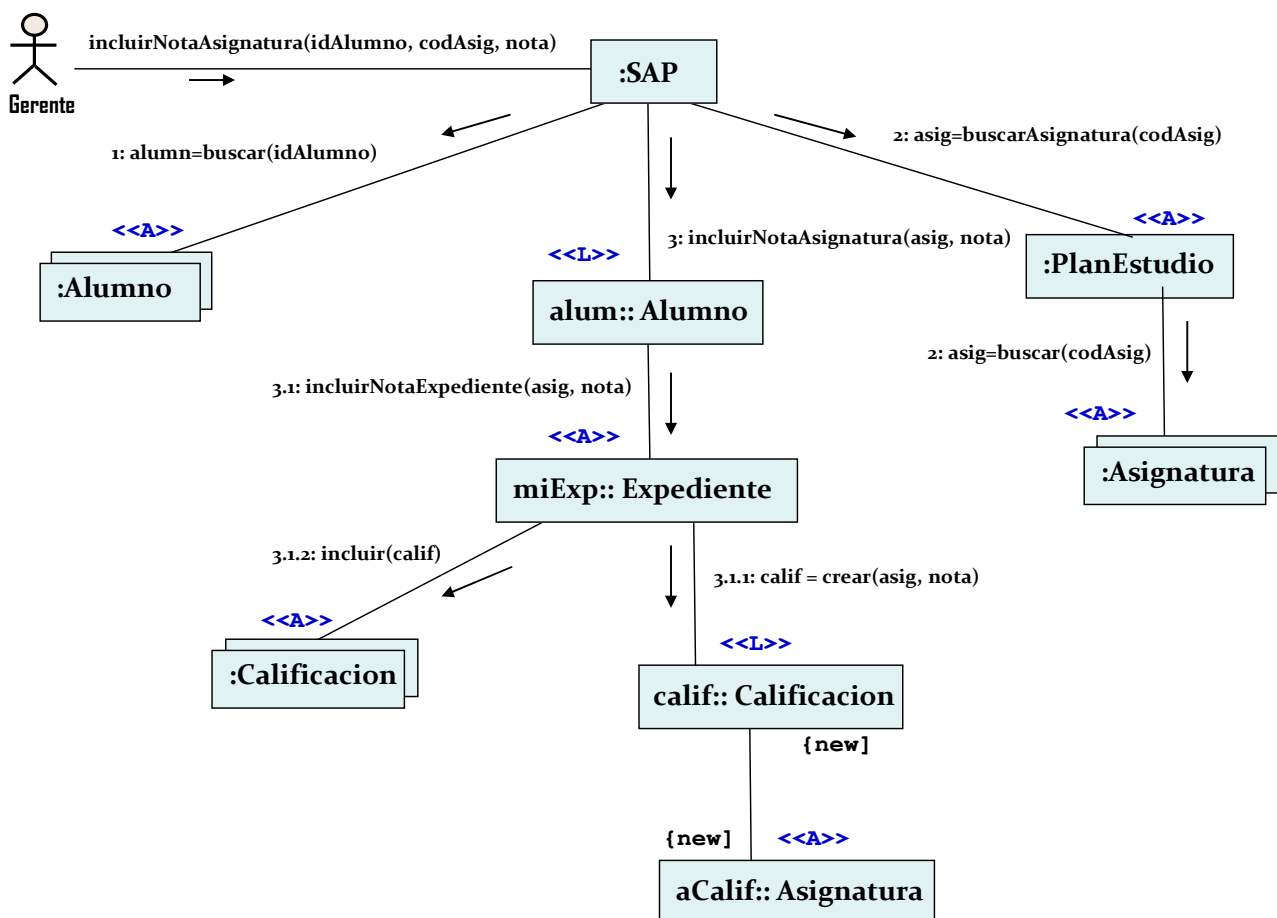 incluirNotaAsignatura(idAlumno, codAsig, nota)
:SAP
Gerente
2: asig=buscarAsignatura(codAsig)
1: alumn=buscar(idAlumno)
<<A>>
<<A>>
3: incluirNotaAsignatura(asig, nota)
<<L>>
:PlanEstudio
:Alumno
alum:: Alumno
2: asig=buscar(codAsig)
3.1: incluirNotaExpediente(asig, nota)
<<A>>
<<A>>
:Asignatura
miExp:: Expediente
3.1.2: incluir(calif)
3.1.1: calif = crear(asig, nota)
<<A>>
<<L>>
:Calificacion
calif:: Calificacion
{new]
{new]
<<A>>
aCalif:: Asignatura